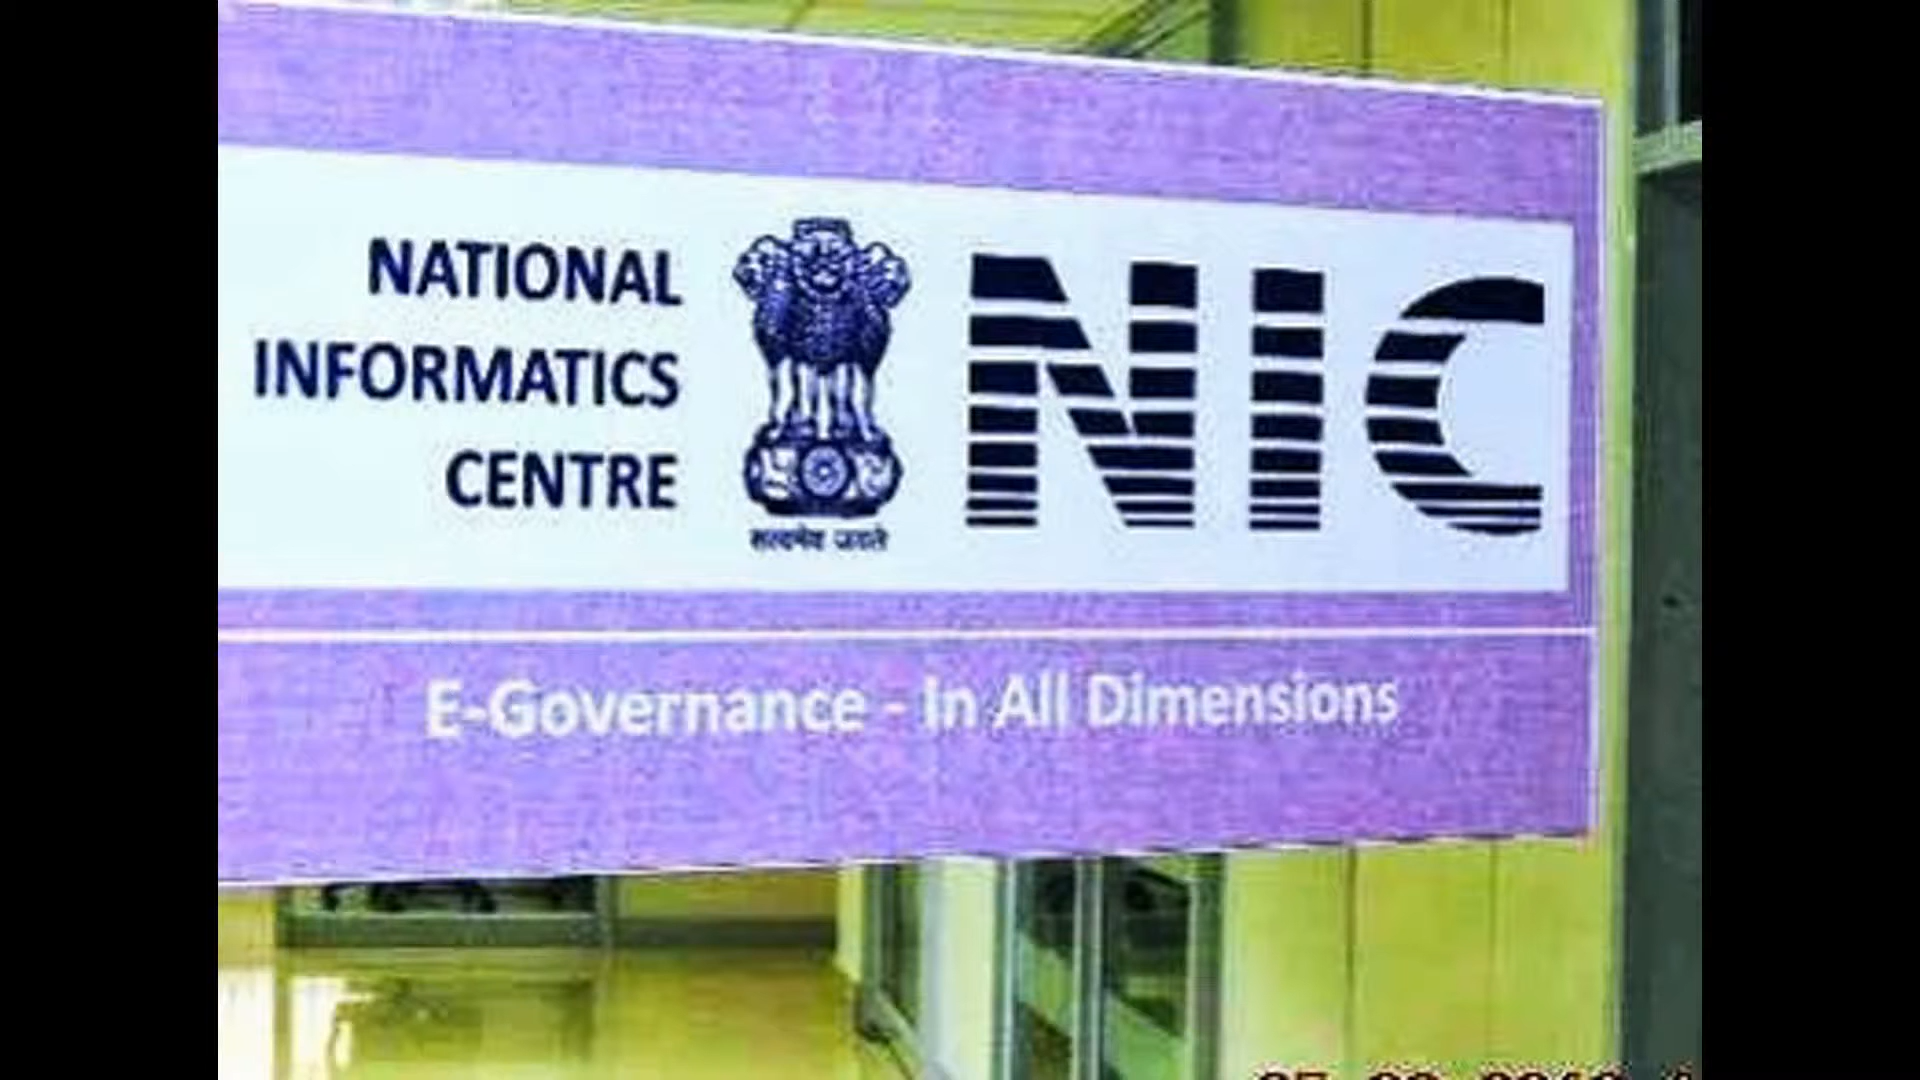 NATIONAL
INFORMATICS
CENTRE
सत्यमेव जयते
NIC
E-Governance - In All Dimensions